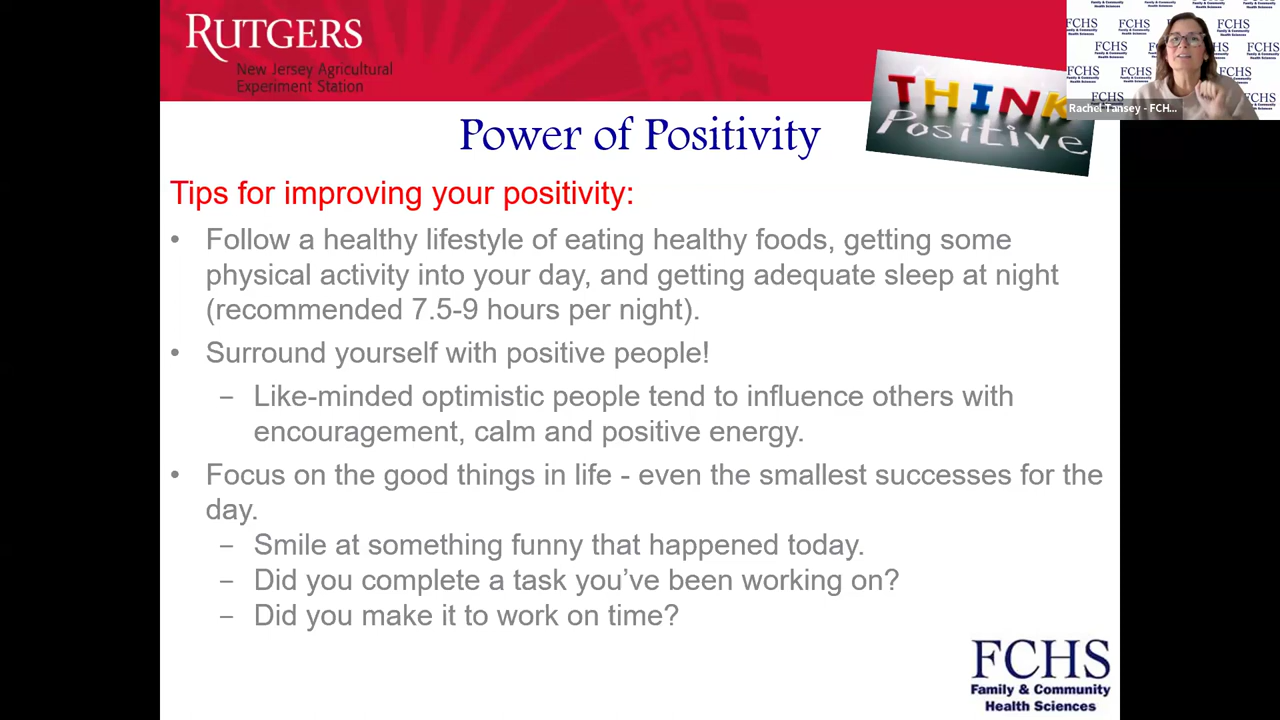 RUTGERS
New Jersey Agricultural
Experiment Station
THINK
Positive
FCHS
Family & Community
Health Sciences
Rachel Tansey - FCH...
Power of Positivity
Tips for improving your positivity:
• Follow a healthy lifestyle of eating healthy foods, getting some
physical activity into your day, and getting adequate sleep at night
(recommended 7.5-9 hours per night).
• Surround yourself with positive people!
– Like-minded optimistic people tend to influence others with
encouragement, calm and positive energy.
• Focus on the good things in life - even the smallest successes for the
day.
– Smile at something funny that happened today.
– Did you complete a task you’ve been working on?
– Did you make it to work on time?
FCHS
Family & Community
Health Sciences